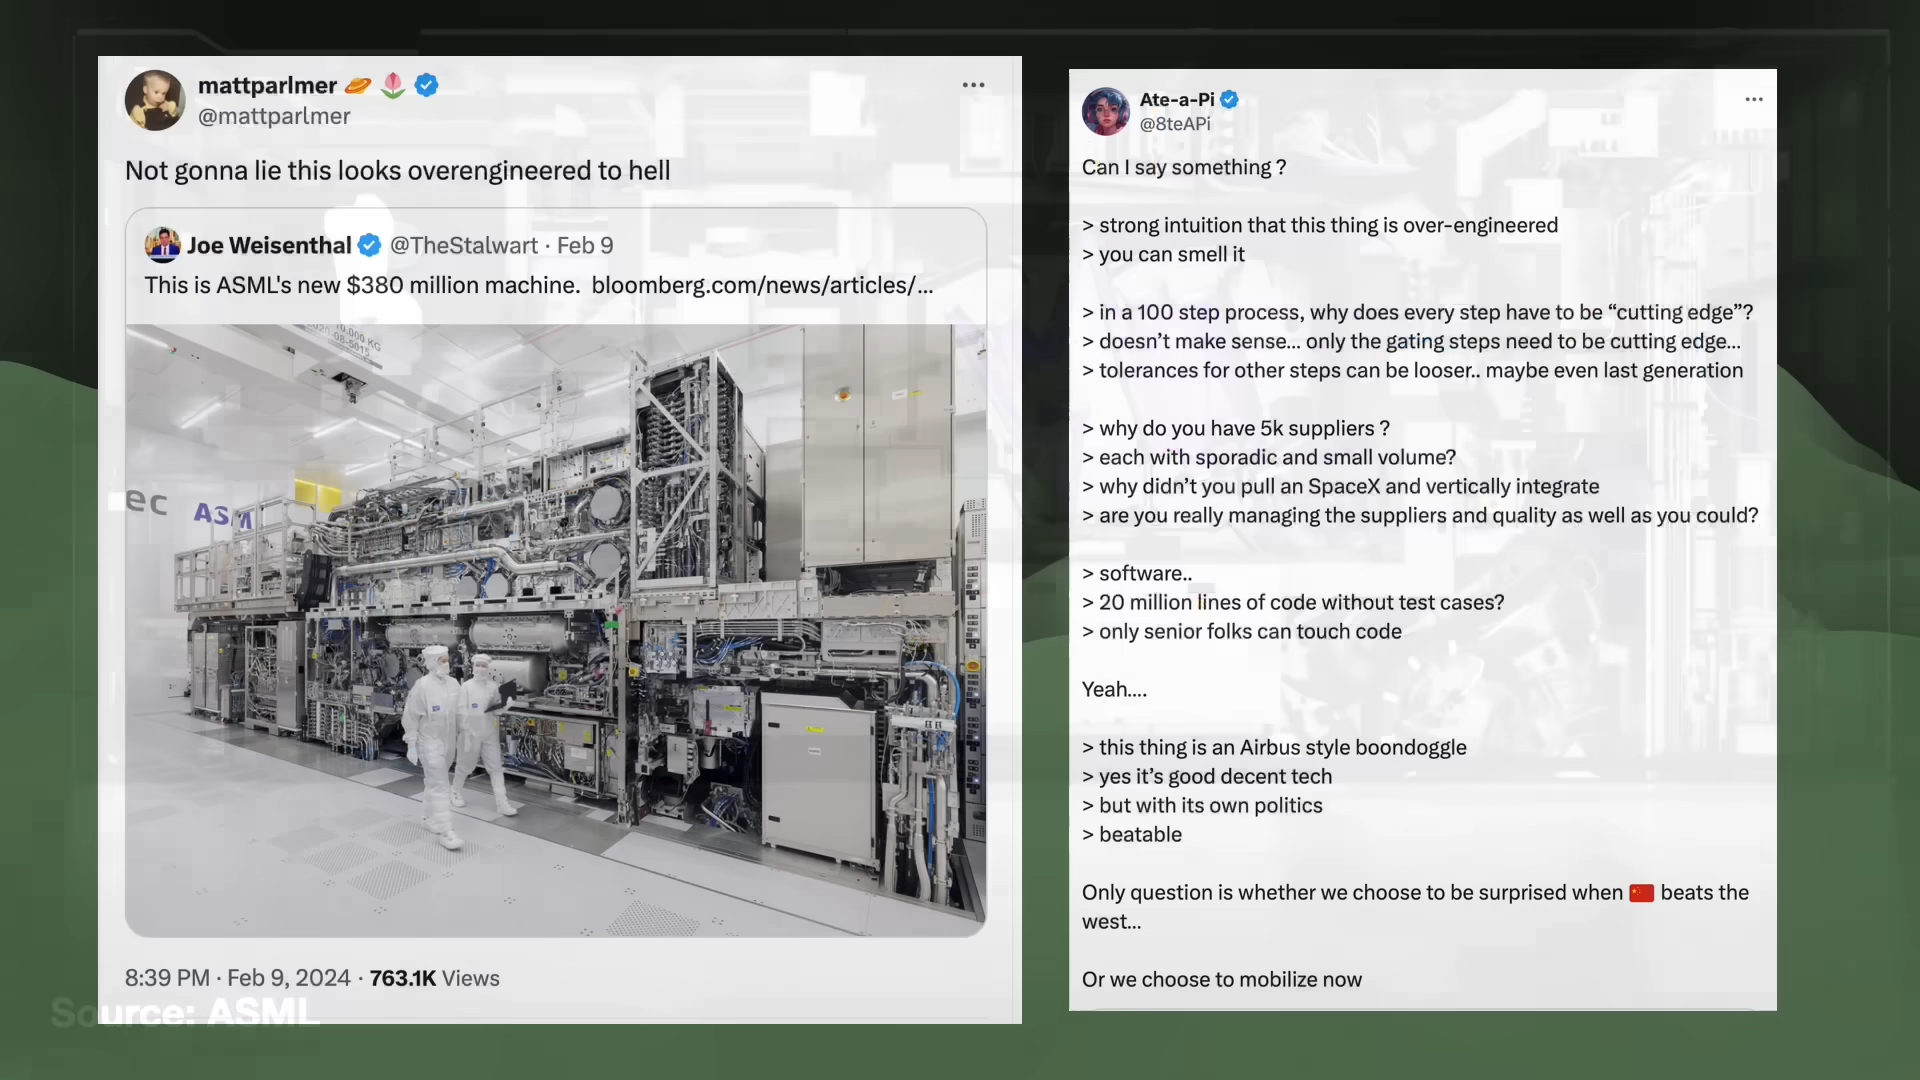 mattparlmer
@mattparlmer
Not gonna lie this looks overengineered to hell
Joe Weisenthal @TheStalwart · Feb 9
This is ASML's new $380 million machine. bloomberg.com/news/articles/...
10.000 KG
ec ASM
8:39 PM · Feb 9, 2024 · 763.1K Views
Source: ASML
Ate-a-Pi
@8teAPi
Can I say something ?
> strong intuition that this thing is over-engineered
> you can smell it
> in a 100 step process, why does every step have to be “cutting edge”?
> doesn’t make sense... only the gating steps need to be cutting edge...
> tolerances for other steps can be looser.. maybe even last generation
> why do you have 5k suppliers ?
> each with sporadic and small volume?
> why didn’t you pull an SpaceX and vertically integrate
> are you really managing the suppliers and quality as well as you could?
> software..
> 20 million lines of code without test cases?
> only senior folks can touch code
Yeah....
> this thing is an Airbus style boondoggle
> yes it’s good decent tech
> but with its own politics
> beatable
Only question is whether we choose to be surprised when 🇨🇳 beats the
west...
Or we choose to mobilize now